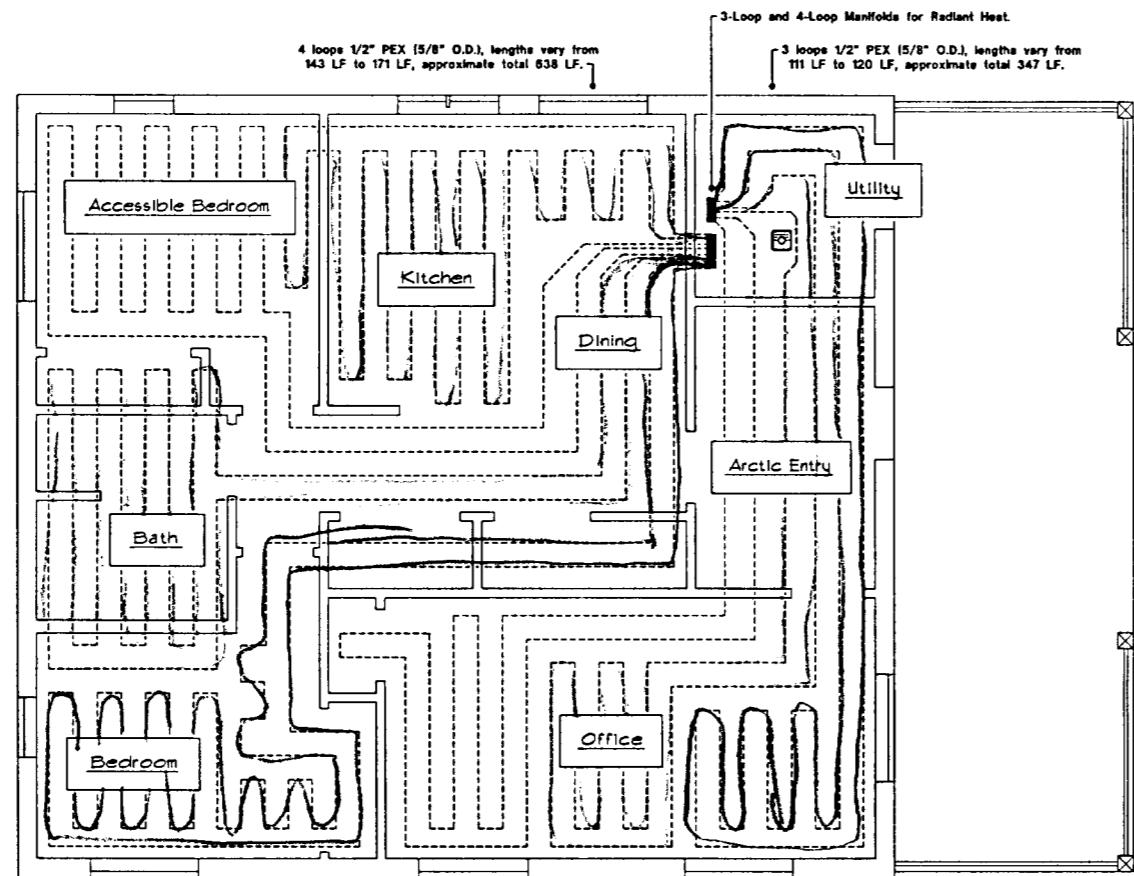 3-Loop and 4-Loop Manifolds for Radiant Heat.
4 loops 1/2" PEX (5/8" O.D.), lengths vary from
143 LF to 171 LF, approximate total 638 LF.
3 loops 1/2" PEX (5/8" O.D.), lengths vary from
111 LF to 120 LF, approximate total 347 LF.
Utility
Accessible Bedroom
Kitchen
Dining
Arctic Entry
Bath
Office
Bedroom